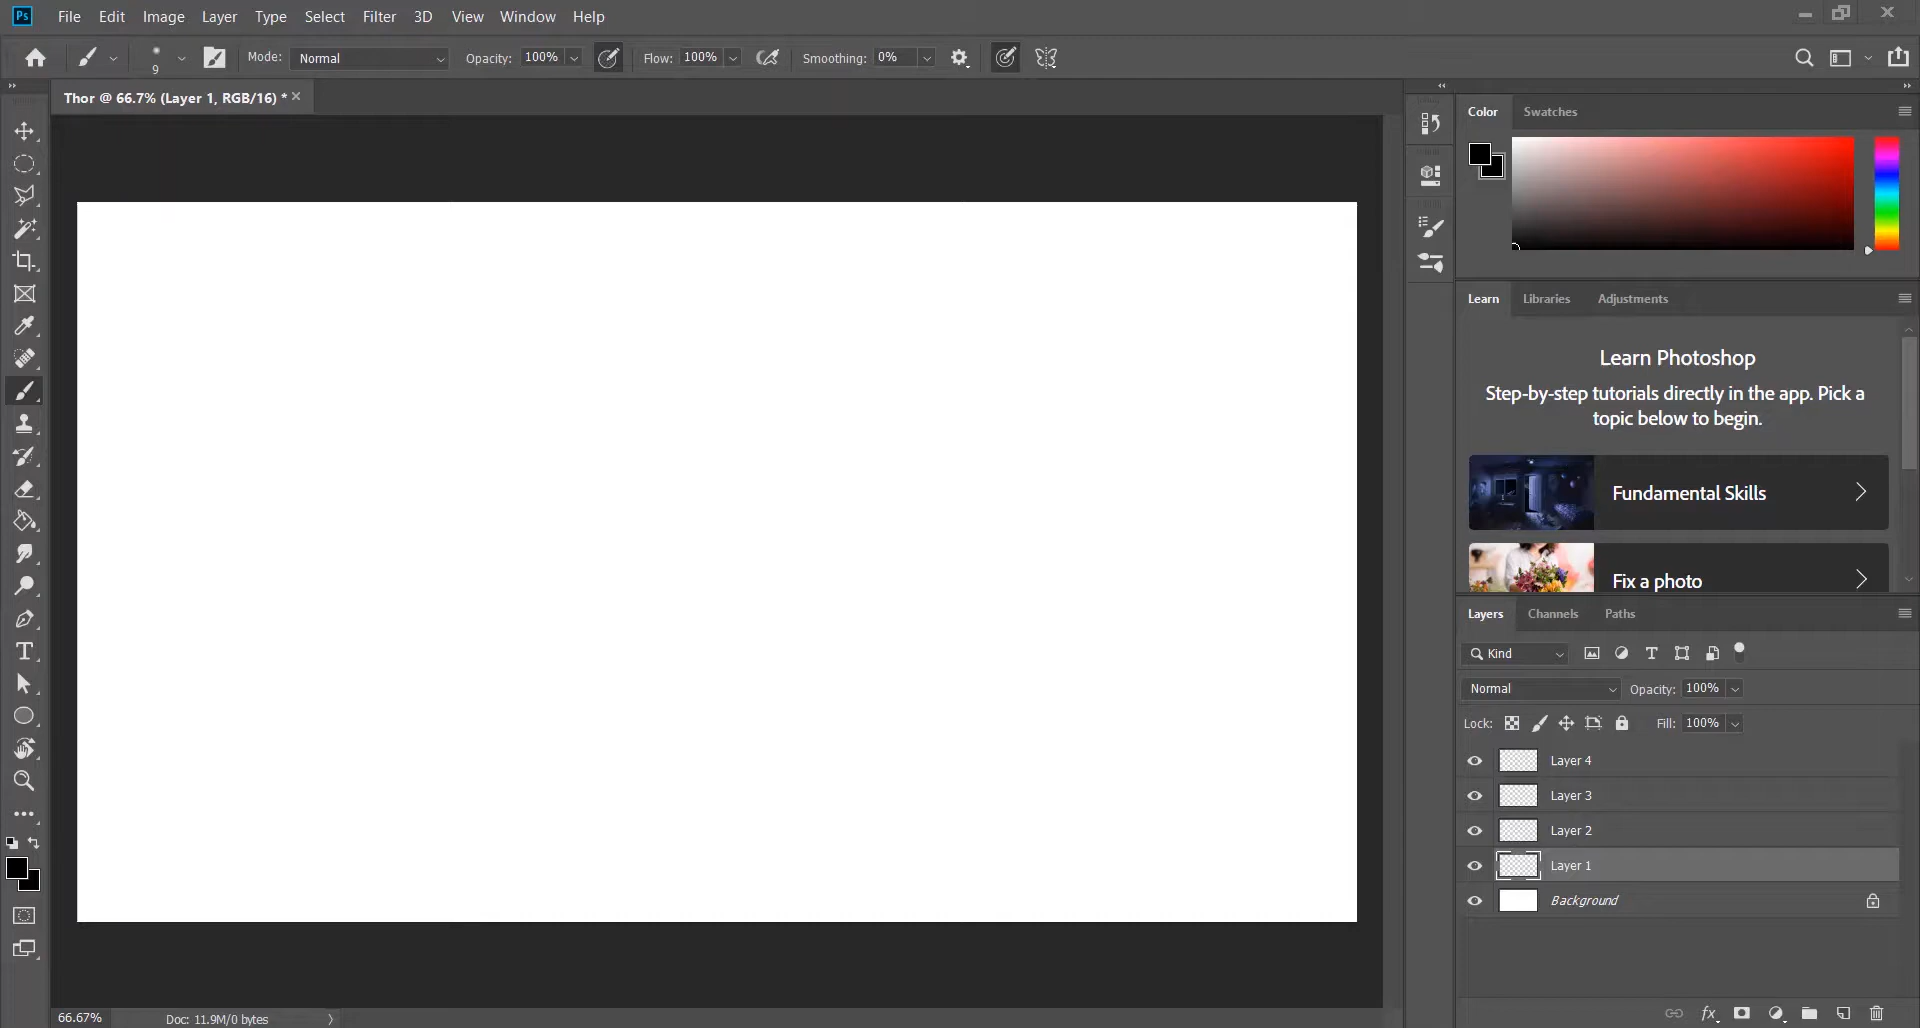 Ps File Edit Image Layer Type Select Filter 3D View Window Help
9 Mode: Normal Opacity: 100% Flow: 100% Smoothing: 0%
Thor @ 66.7% (Layer 1, RGB/16) *
Color Swatches
Learn Libraries Adjustments
Learn Photoshop
Step-by-step tutorials directly in the app. Pick a
topic below to begin.
Fundamental Skills
Fix a photo
Layers Channels Paths
Kind
Normal Opacity: 100%
Lock: Fill: 100%
Layer 4
Layer 3
Layer 2
Layer 1
Background
66.67% Doc: 11.9M/0 bytes